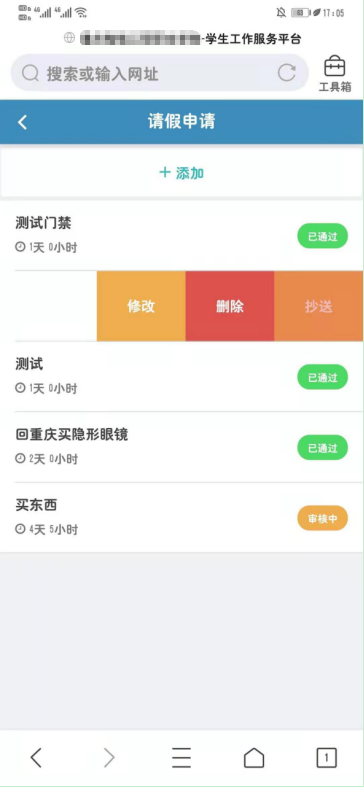 4G 4G 63 17:05
-学生工作服务平台
搜索或输入网址
工具箱
请假申请
+ 添加
测试门禁
已通过
1天 0小时
修改 删除 抄送
测试
已通过
1天 0小时
回重庆买隐形眼镜
已通过
2天 0小时
买东西
审核中
4天 5小时
1